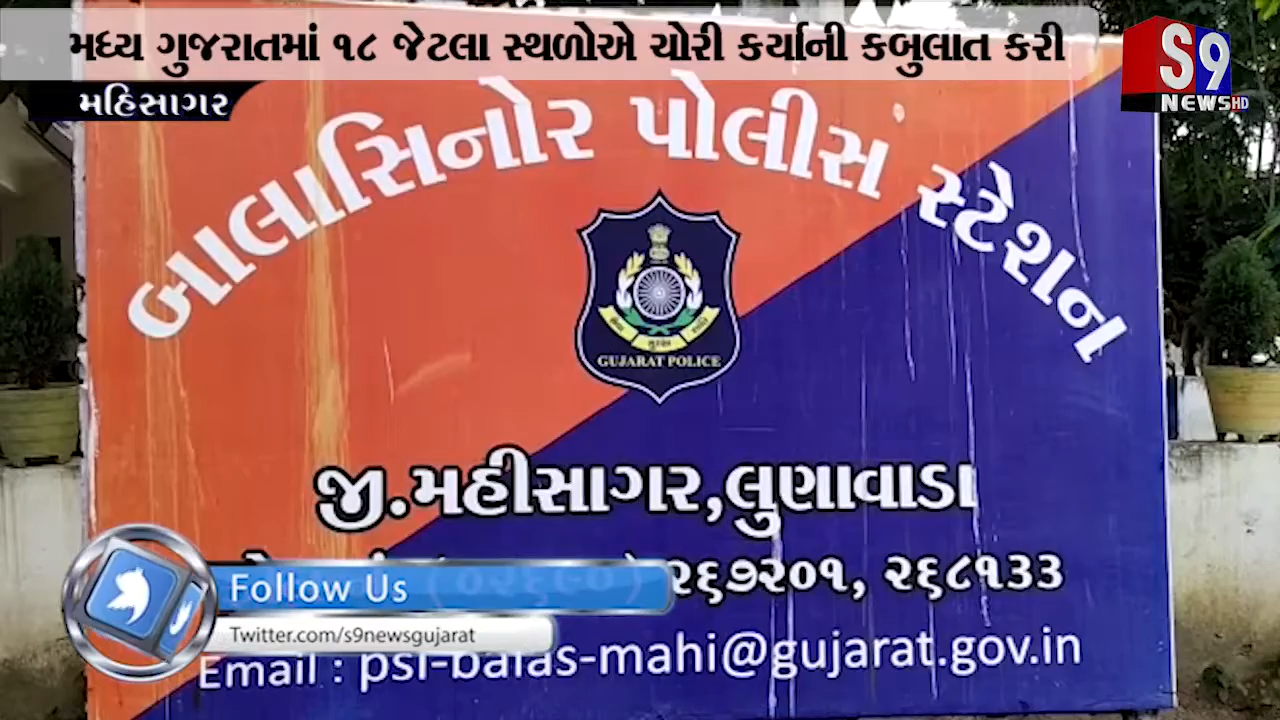 મધ્ય ગુજરાતમાં ૧૮ જેટલા સ્થળોએ ચોરી કર્યાની કબુલાત કરી
S9
NEWS HD
મહિસાગર
બાલાસિનોર પોલીસ સ્ટેશન
GUJARAT POLICE
જી.મહીસાગર,લુણાવાડા
(૦૨૬૯૦) ૨૬૭૨૦૧, ૨૬૮૧૩૩
Follow Us
Twitter.com/s9newsgujarat
Email : psi-balas-mahi@gujarat.gov.in